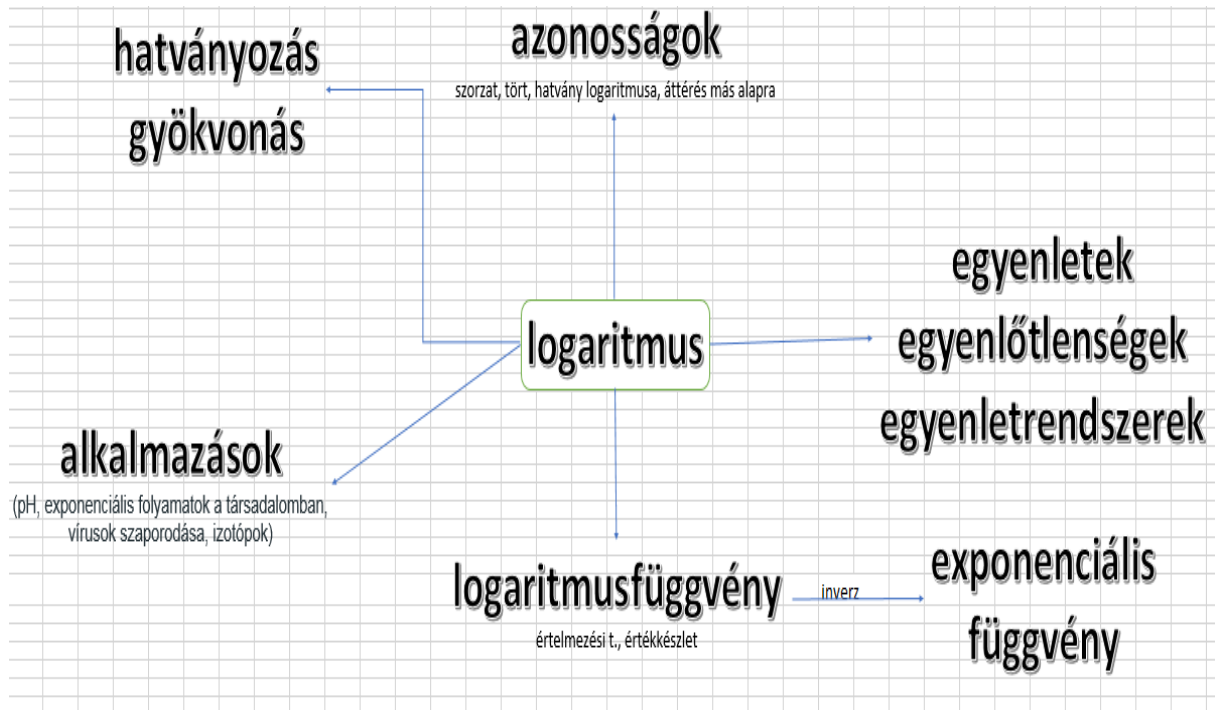 hatványozás
gyökvonás
azonosságok
szorzat, tört, hatvány logaritmusa, áttérés más alapra
logaritmus
egyenletek
egyenlőtlenségek
egyenletrendszerek
alkalmazások
(pH, exponenciális folyamatok a társadalomban,
vírusok szaporodása, izotópok)
logaritmusfüggvény
értelmezési t., értékkészlet
inverz
exponenciális
függvény